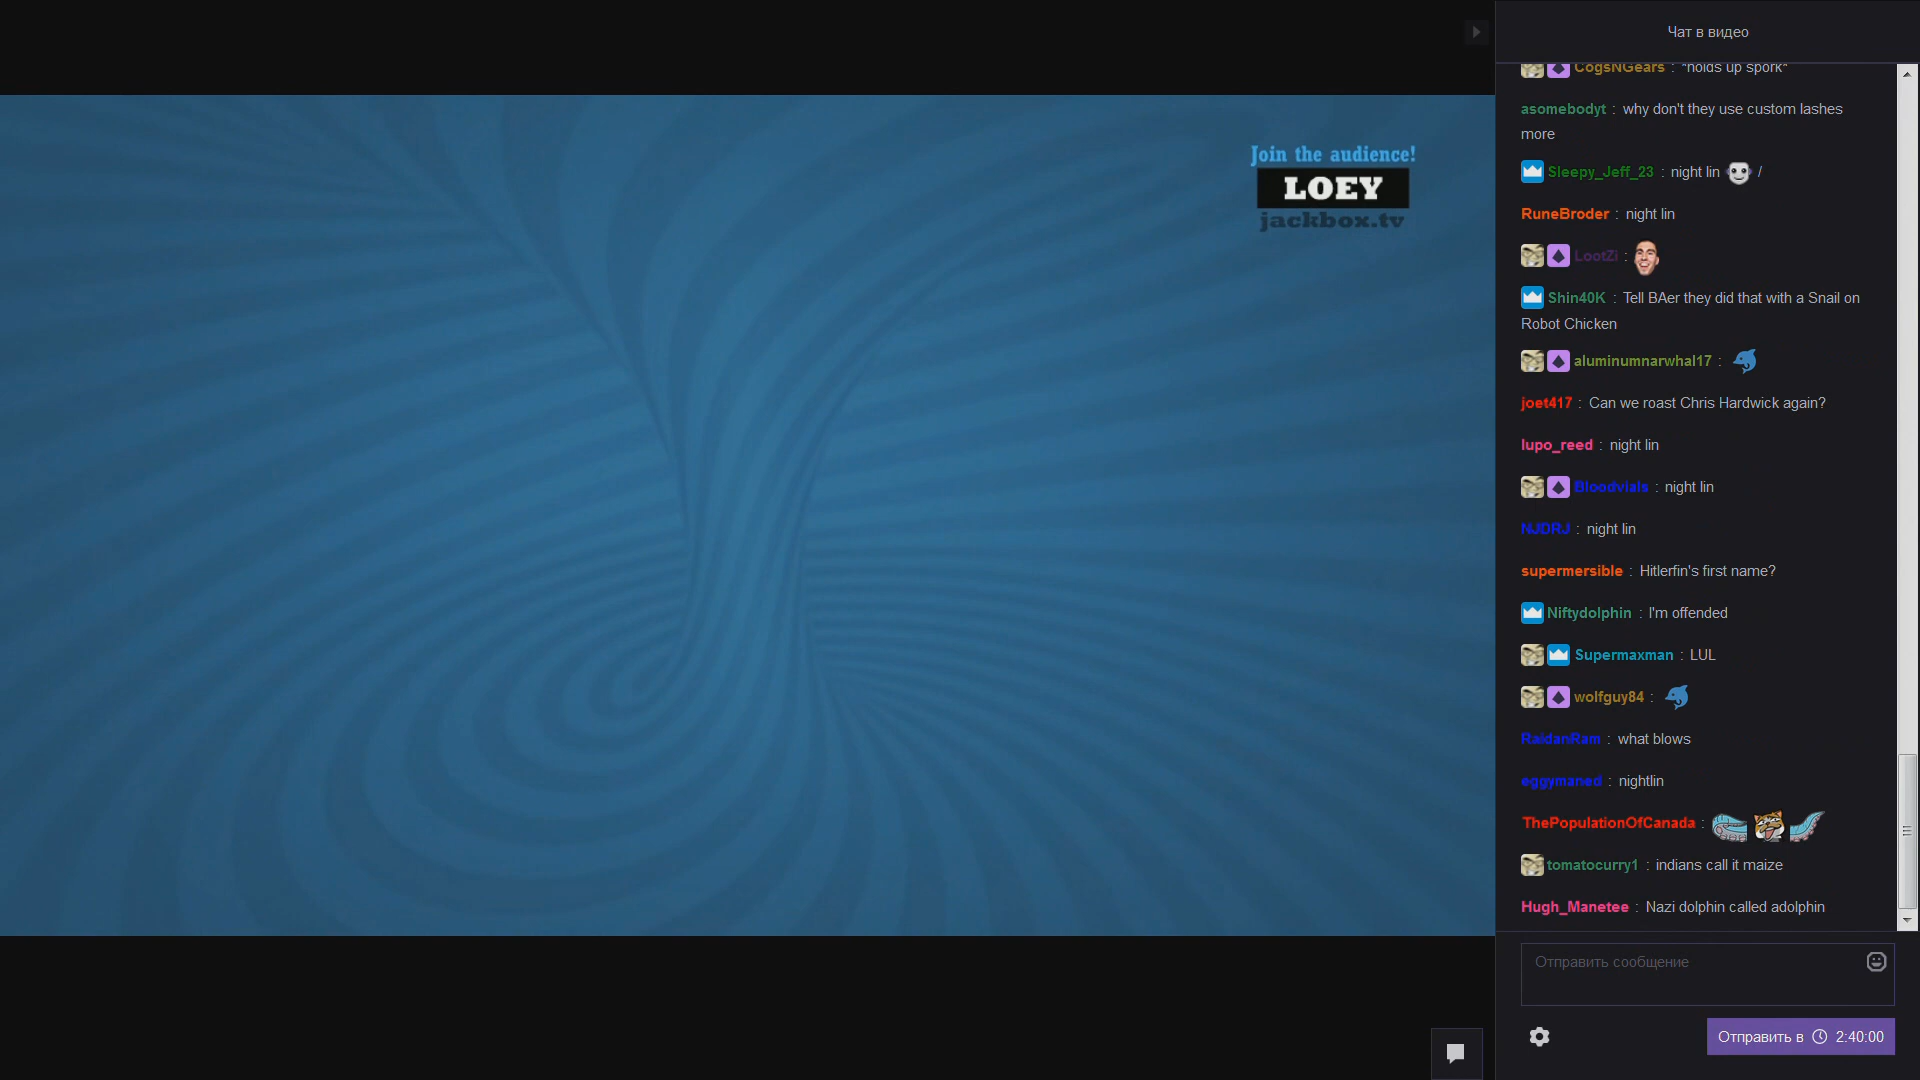 Join the audience!
LOEY
jackbox.tv
Чат в видео
CogsNGears : *holds up spork*
asomebodyt : why don't they use custom lashes
more
Sleepy_Jeff_23 : night lin /
RuneBroder : night lin
LootZi :
Shin40K : Tell BAer they did that with a Snail on
Robot Chicken
aluminumnarwhal17 :
joet417 : Can we roast Chris Hardwick again?
lupo_reed : night lin
Bloodvials : night lin
NJDRJ : night lin
supermersible : Hitlerfin's first name?
Niftydolphin : I'm offended
Supermaxman : LUL
wolfguy84 :
RaidanRam : what blows
eggymaned : nightlin
ThePopulationOfCanada :
tomatocurry1 : indians call it maize
Hugh_Manetee : Nazi dolphin called adolphin
Отправить сообщение
Отправить в 2:40:00